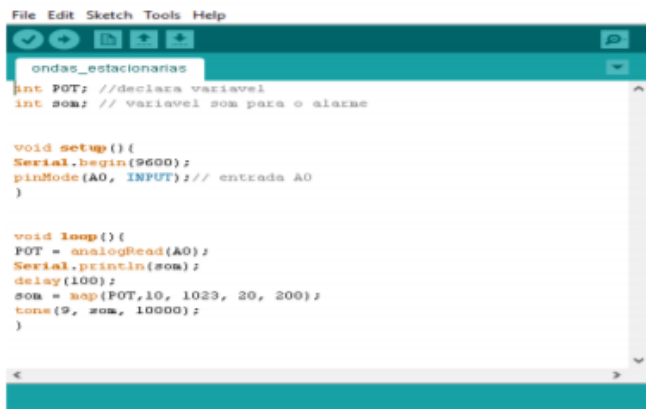 File Edit Sketch Tools Help
ondas_estacionarias
int POT; //declara variavel
int som; // variavel som para o alarme
void setup(){
Serial.begin(9600);
pinMode(A0, INPUT);// entrada A0
}
void loop(){
POT = analogRead(A0);
Serial.println(som);
delay(100);
som = map(POT,10, 1023, 20, 200);
tone(9, som, 10000);
}